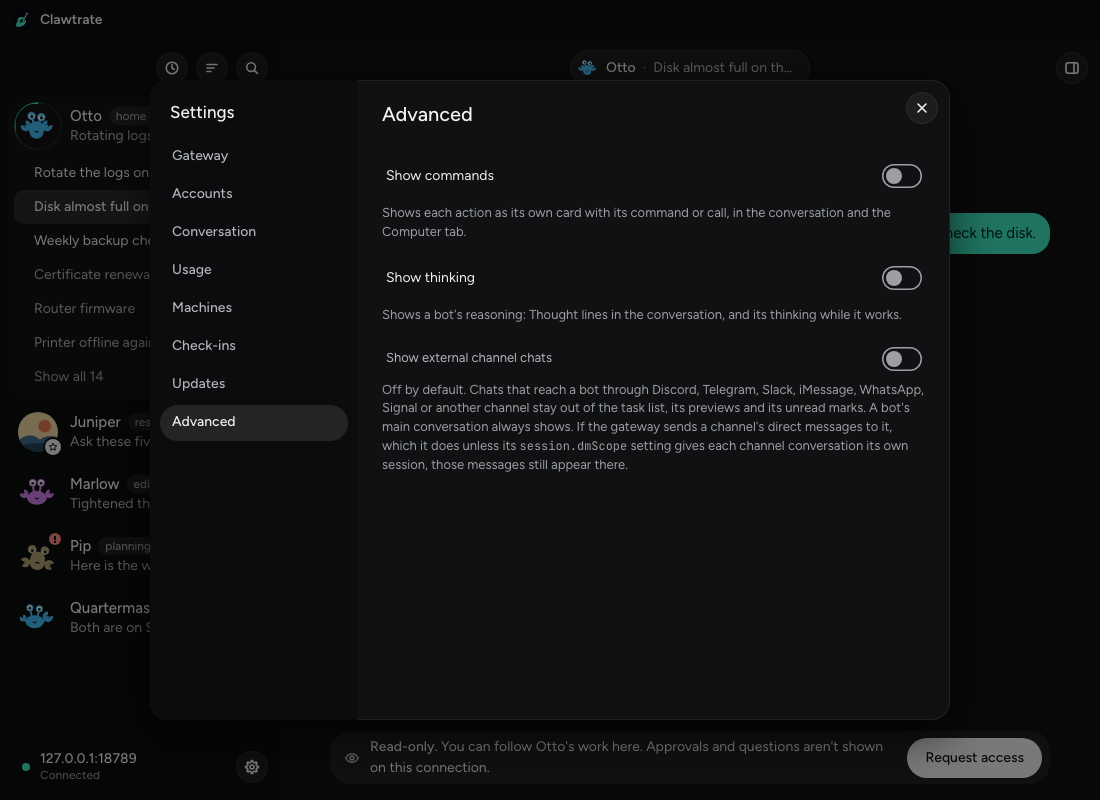 Clawtrate
Otto · Disk almost full on th...
Otto home
Rotating logs
Rotate the logs on
Disk almost full on
Weekly backup che
Certificate renewa
Router firmware
Printer offline agai
Show all 14
Juniper res
Ask these fiv
Marlow edi
Tightened th
Pip planning
Here is the w
Quartermas
Both are on S
127.0.0.1:18789
Connected
Settings
Gateway
Accounts
Conversation
Usage
Machines
Check-ins
Updates
Advanced
Advanced
Show commands
Shows each action as its own card with its command or call, in the conversation and the
Computer tab.
Show thinking
Shows a bot's reasoning: Thought lines in the conversation, and its thinking while it works.
Show external channel chats
Off by default. Chats that reach a bot through Discord, Telegram, Slack, iMessage, WhatsApp,
Signal or another channel stay out of the task list, its previews and its unread marks. A bot's
main conversation always shows. If the gateway sends a channel's direct messages to it,
which it does unless its session.dmScope setting gives each channel conversation its own
session, those messages still appear there.
eck the disk.
Read-only. You can follow Otto's work here. Approvals and questions aren't shown
on this connection.
Request access